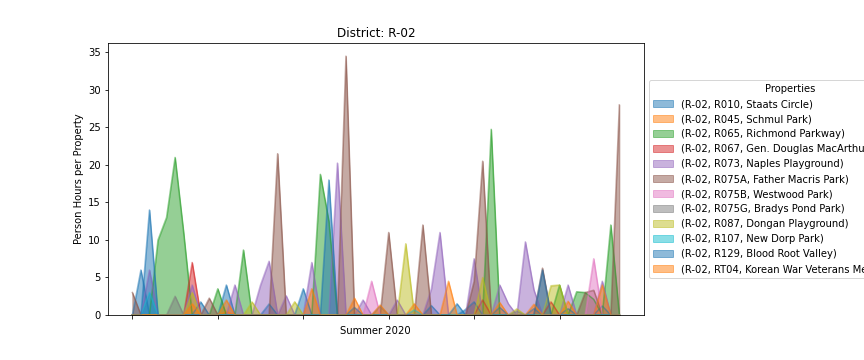 District: R-02
Person Hours per Property
35
30
25
20
15
10
5
0
Summer 2020
Properties
(R-02, R010, Staats Circle)
(R-02, R045, Schmul Park)
(R-02, R065, Richmond Parkway)
(R-02, R067, Gen. Douglas MacArthu
(R-02, R073, Naples Playground)
(R-02, R075A, Father Macris Park)
(R-02, R075B, Westwood Park)
(R-02, R075G, Bradys Pond Park)
(R-02, R087, Dongan Playground)
(R-02, R107, New Dorp Park)
(R-02, R129, Blood Root Valley)
(R-02, RT04, Korean War Veterans Me